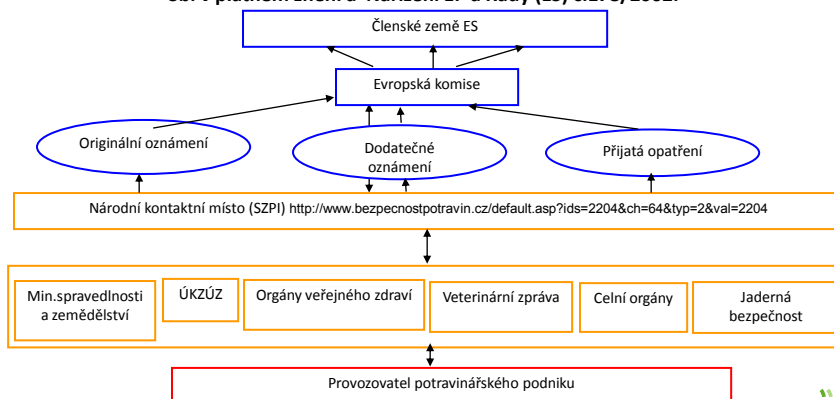 Členské země ES
Evropská komise
Originální oznámení
Dodatečné
oznámení
Přijatá opatření
Národní kontaktní místo (SZPI) http://www.bezpecnostpotravin.cz/default.asp?ids=2204&ch=64&typ=2&val=2204
Min.spravedlnosti
a zemědělství
ÚKZÚZ
Orgány veřejného zdraví
Veterinární zpráva
Celní orgány
Jaderná
bezpečnost
Provozovatel potravinářského podniku